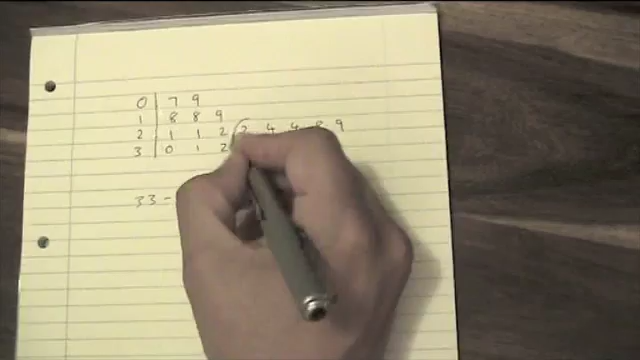 0 | 7 9
1 | 8 8 9
2 | 1 1 2 2 4 4 8 9
3 | 0 1 2
33 -